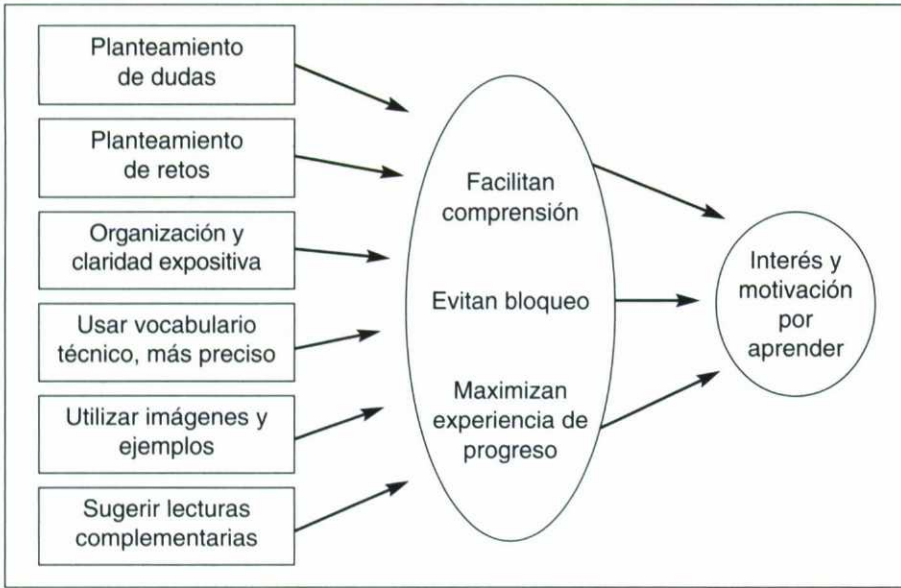 Planteamiento
de dudas
Planteamiento
de retos
Organización y
claridad expositiva
Usar vocabulario
técnico, más preciso
Utilizar imágenes y
ejemplos
Sugerir lecturas
complementarias
Facilitan
comprensión
Evitan bloqueo
Maximizan
experiencia de
progreso
Interés y
motivación
por
aprender